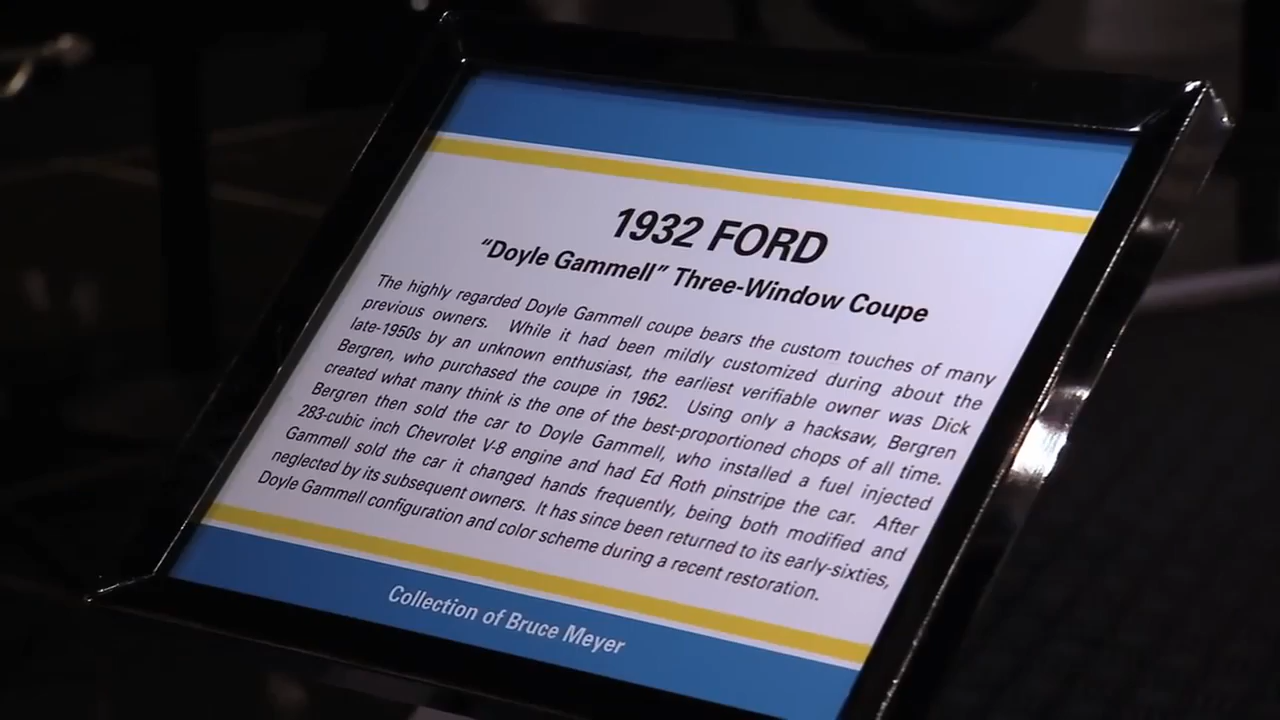 1932 FORD
“Doyle Gammell” Three-Window Coupe
The highly regarded Doyle Gammell coupe bears the custom touches of many
previous owners. While it had been mildly customized during about the
late-1950s by an unknown enthusiast, the earliest verifiable owner was Dick
Bergren, who purchased the coupe in 1962. Using only a hacksaw, Bergren
created what many think is the one of the best-proportioned chops of all time.
Bergren then sold the car to Doyle Gammell, who installed a fuel injected
283-cubic inch Chevrolet V-8 engine and had Ed Roth pinstripe the car. After
Gammell sold the car it changed hands frequently, being both modified and
neglected by its subsequent owners. It has since been returned to its early-sixties,
Doyle Gammell configuration and color scheme during a recent restoration.
Collection of Bruce Meyer